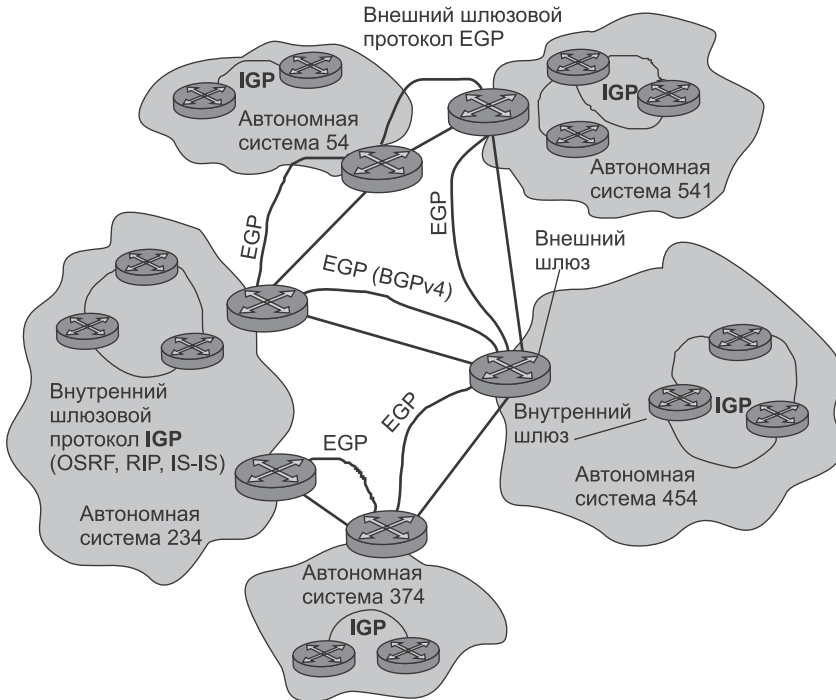 Внешний шлюзовой
протокол EGP
IGP
Автономная
система 54
IGP
Автономная
система 541
EGP
EGP
EGP (BGPv4)
Внешний
шлюз
Внутренний
шлюзовой
протокол IGP
(OSRF, RIP, IS-IS)
Автономная
система 234
EGP
EGP
Внутренний
шлюз
IGP
Автономная
система 454
Автономная
система 374
IGP